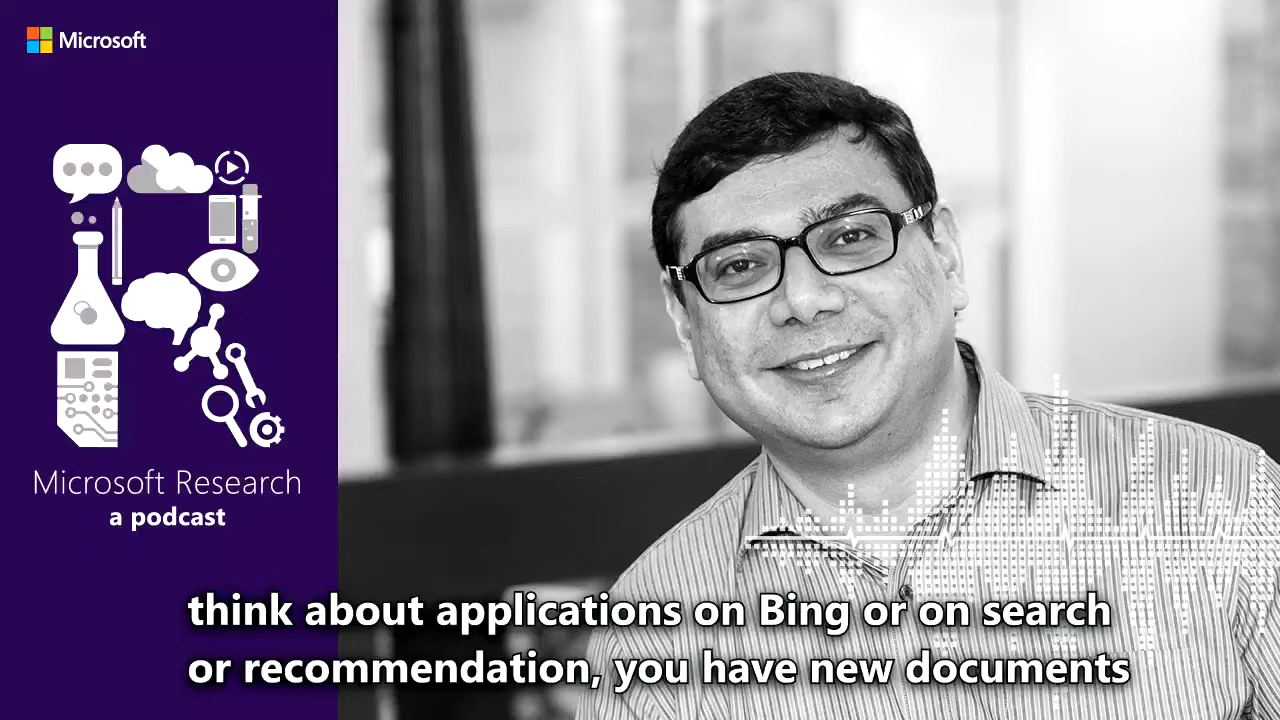 Microsoft
Microsoft Research
a podcast
think about applications on Bing or on search
or recommendation, you have new documents